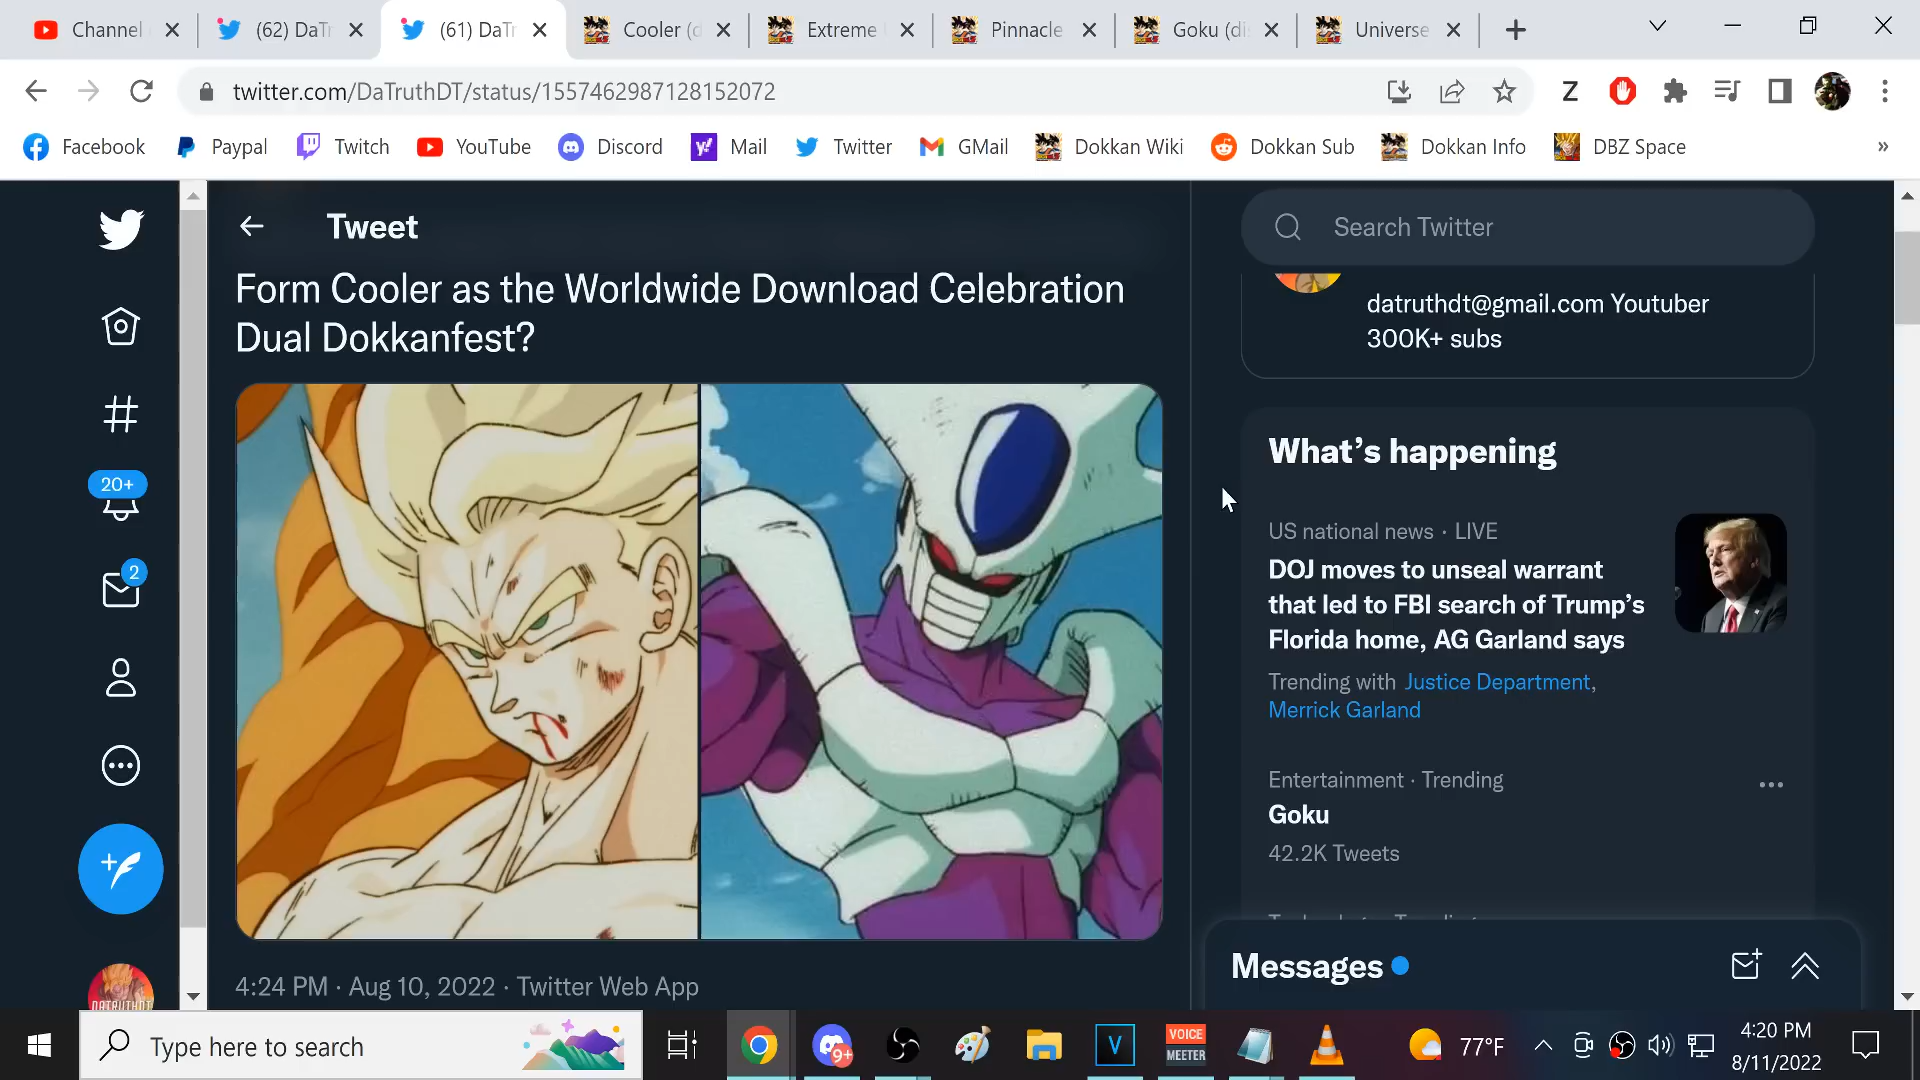 Channel
(62) DaTr
(61) DaTr
Cooler (d
Extreme
Pinnacle
Goku (di
Universe
twitter.com/DaTruthDT/status/1557462987128152072
Z
Facebook
Paypal
Twitch
YouTube
Discord
Mail
Twitter
GMail
Dokkan Wiki
Dokkan Sub
Dokkan Info
DBZ Space
»
Tweet
Search Twitter
Form Cooler as the Worldwide Download Celebration
Dual Dokkanfest?
datruthdt@gmail.com Youtuber
300K+ subs
What's happening
US national news · LIVE
DOJ moves to unseal warrant
that led to FBI search of Trump's
Florida home, AG Garland says
Trending with Justice Department,
Merrick Garland
Entertainment · Trending
Goku
42.2K Tweets
20+
2
4:24 PM · Aug 10, 2022 · Twitter Web App
Messages
DATRUTHDT
Type here to search
9+
V
VOICE
MEETER
77°F
4:20 PM
8/11/2022